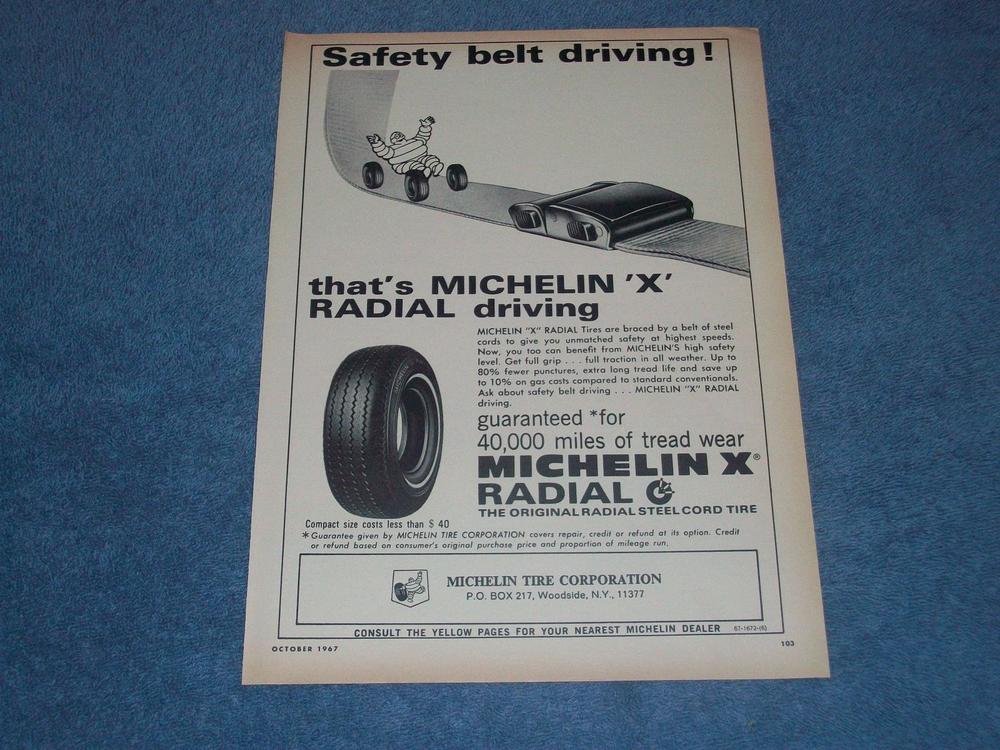 Safety belt driving!
that's MICHELIN 'X'
RADIAL driving
MICHELIN "X" RADIAL Tires are braced by a belt of steel
cords to give you unmatched safety at highest speeds.
Now, you too can benefit from MICHELIN'S high safety
level. Get full grip . . . full traction in all weather. Up to
80% fewer punctures, extra long tread life and save up
to 10% on gas costs compared to standard conventionals.
Ask about safety belt driving . . . MICHELIN "X" RADIAL
driving.
guaranteed *for
40,000 miles of tread wear
MICHELIN X®
RADIAL
THE ORIGINAL RADIAL STEEL CORD TIRE
Compact size costs less than $ 40
* Guarantee given by MICHELIN TIRE CORPORATION covers repair, credit or refund at its option. Credit
or refund based on consumer's original purchase price and proportion of mileage run.
MICHELIN TIRE CORPORATION
P.O. BOX 217, Woodside, N.Y., 11377
CONSULT THE YELLOW PAGES FOR YOUR NEAREST MICHELIN DEALER 67-1672-(6)
OCTOBER 1967
103